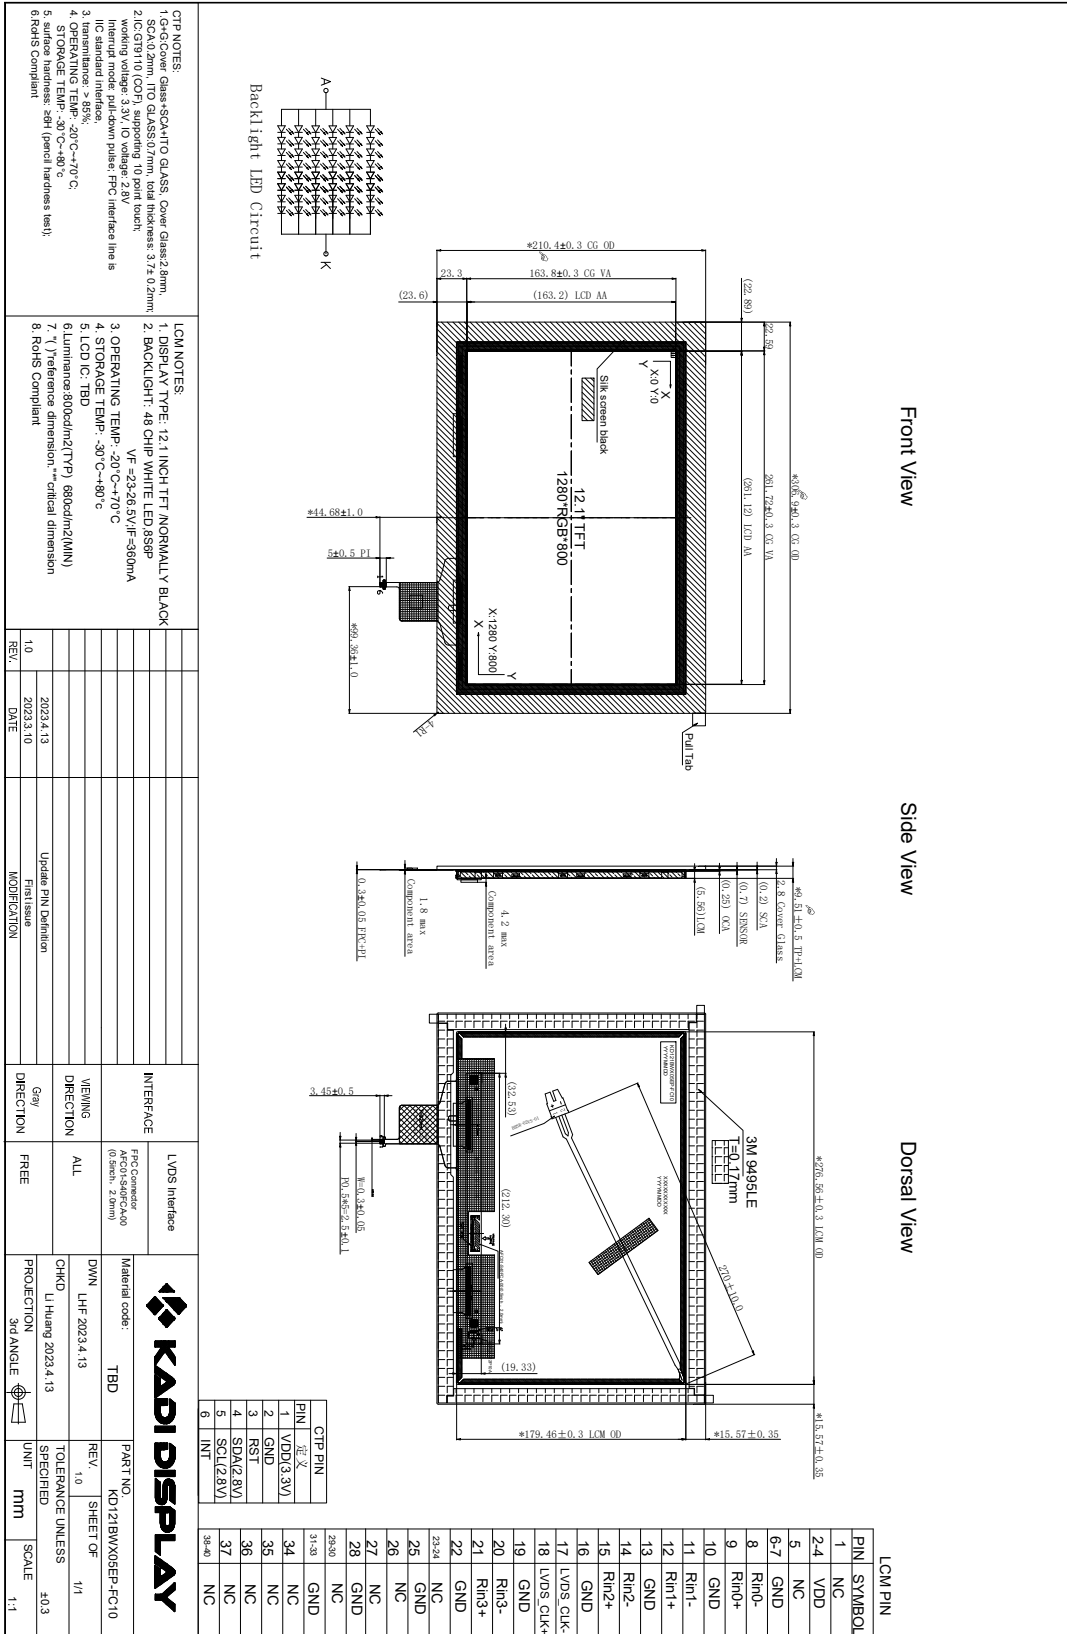 Front View
Side View
Dorsal View
Backlight LED Circuit
A
K
*210.4±0.3 CG OD
23.3
163.8±0.3 CG VA
(23.6)
(163.2) LCD AA
(22.89)
22.59
*306.9±0.3 CG OD
261.72±0.3 CG VA
(261.12) LCD AA
X
X:0 Y:0
Y
Silk screen black
12.1" TFT
1280*RGB*800
X:1280 Y:800
X
Y
Pull Tab
4-R1
*44.68±1.0
5±0.5 PI
6
*99.36±1.0
*9.51±0.5 TP+LCM
2.8 Cover Glass
(0.2) SCA
(0.7) SENSOR
(0.25) OCA
(5.56)LCM
4.2 max
Component area
1.8 max
Component area
0.3±0.05 FPC+PI
*276.56±0.3 LCM OD
*15.57±0.35
3M 9495LE
T=0.17mm
270±10.0
(32.53)
(212.30)
(19.33)
3.45±0.5
W=0.3±0.05
P0.5*5=2.5±0.1
*179.46±0.3 LCM OD
*15.57±0.35
XXXXXXXXXX
YYYYMMDD
YYYYMMDD
CTP PIN
PIN 定义
1 VDD(3.3V)
2 GND
3 RST
4 SDA(2.8V)
5 SCL(2.8V)
6 INT
LCM PIN
PIN SYMBOL
1 NC
2-4 VDD
5 NC
6-7 GND
8 Rin0-
9 Rin0+
10 GND
11 Rin1-
12 Rin1+
13 GND
14 Rin2-
15 Rin2+
16 GND
17 LVDS_CLK-
18 LVDS_CLK+
19 GND
20 Rin3-
21 Rin3+
22 GND
23-24 NC
25 GND
26 NC
27 NC
28 GND
29-30 NC
31-33 GND
34 NC
35 NC
36 NC
37 NC
38-40 NC
CTP NOTES:
1.G+G:Cover Glass+SCA+ITO GLASS, Cover Glass:2.8mm,
SCA:0.2mm, ITO GLASS:0.7mm, total thickness: 3.7± 0.2mm;
2.IC:GT9110 (COF), supporting 10 point touch;
working voltage: 3.3V, IO voltage: 2.8V
Interrupt mode: pull-down pulse; FPC interface line is
IIC standard interface,
3. transmittance: > 85%;
4. OPERATING TEMP: -20°C~+70°C;
STORAGE TEMP: -30°C~+80°c
5. surface hardness: ≥6H (pencil hardness test);
6.RoHS Compliant
LCM NOTES:
1. DISPLAY TYPE: 12.1 INCH TFT /NORMALLY BLACK
2. BACKLIGHT: 48 CHIP WHITE LED,8S6P
VF =23-26.5V;IF=360mA
3. OPERATING TEMP: -20°C~+70°C
4. STORAGE TEMP: -30°C~+80°c
5. LCD IC: TBD
6.Luminance:800cd/m2(TYP) 680cd/m2(MIN)
7. "( )"reference dimension,"*"critical dimension
8. RoHS Compliant
2023.4.13 Update PIN Definition
1.0 2023.3.10 First Issue
REV. DATE MODIFICATION
INTERFACE
LVDS Interface
FPC Connector
AFC01-S40FCA-00
(0.5inch, 2.0mm)
VIEWING DIRECTION ALL
Gray DIRECTION FREE
KADI DISPLAY
Material code: TBD
PART NO. KD121BWX05EP-FC10
DWN LHF 2023.4.13
REV. 1.0 SHEET OF 1/1
CHKD Li Huang 2023.4.13
TOLERANCE UNLESS SPECIFIED ±0.3
PROJECTION 3rd ANGLE
UNIT mm
SCALE 1:1